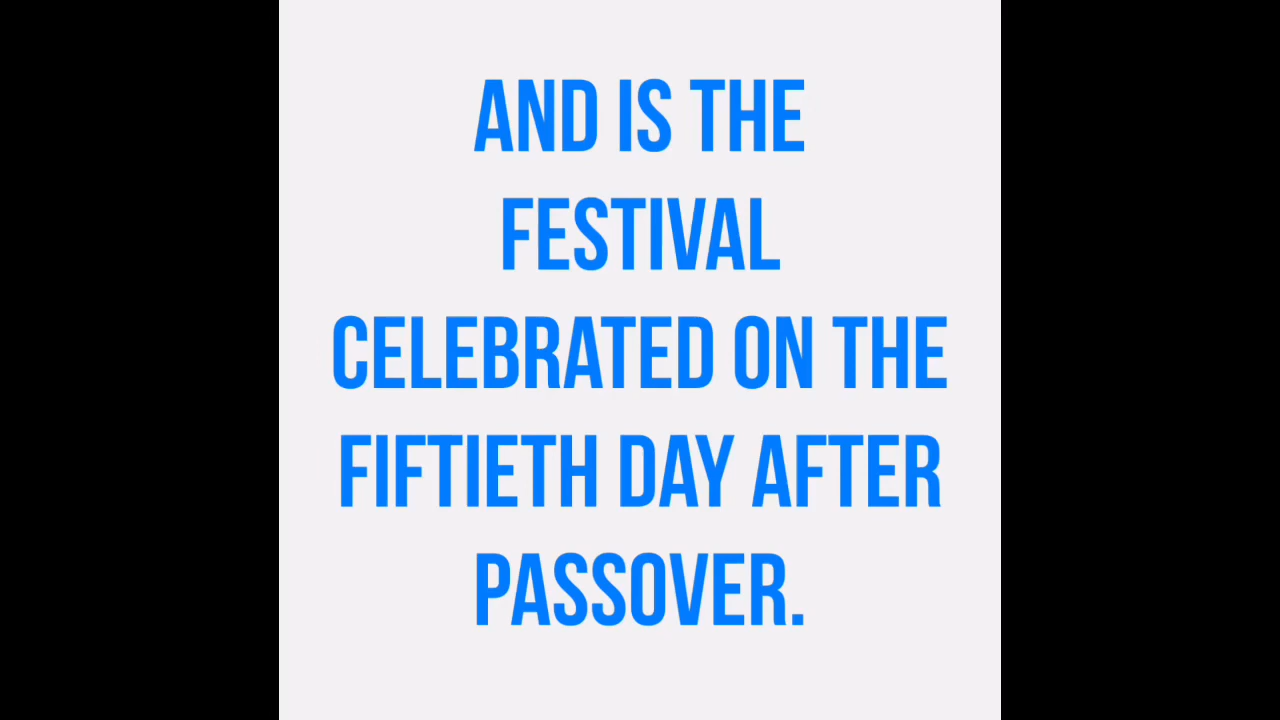 AND IS THE
FESTIVAL
CELEBRATED ON THE
FIFTIETH DAY AFTER
PASSOVER.